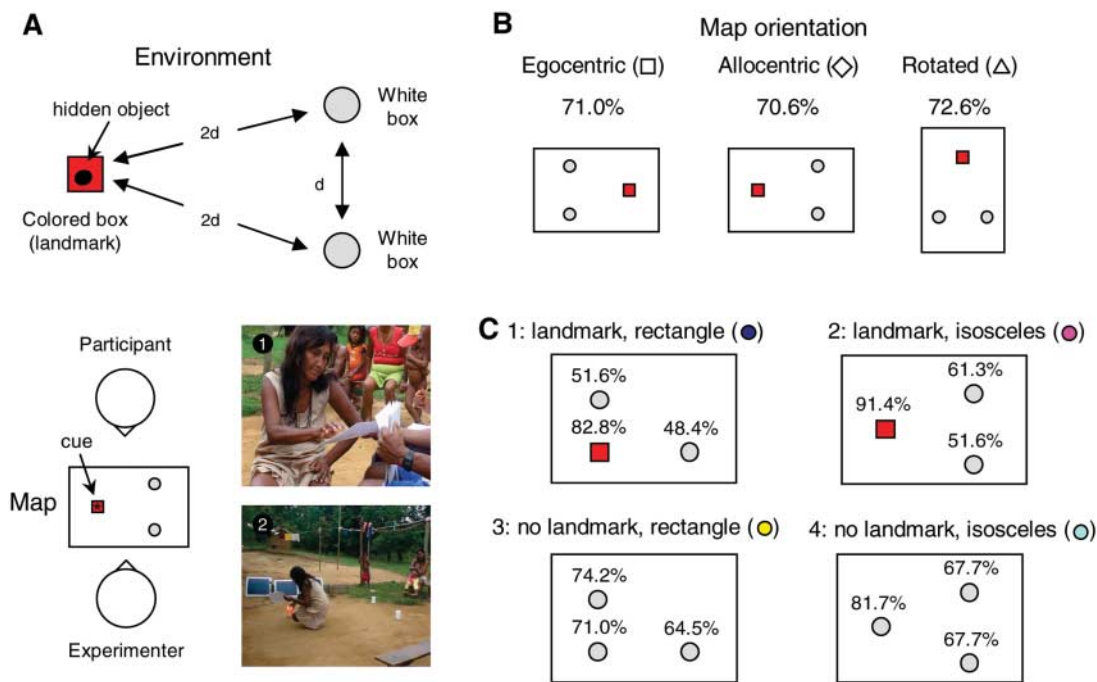 A
Environment
hidden object
2d
White
box
d
2d
Colored box
(landmark)
White
box
Participant
cue
Map
Experimenter
1
2
B
Map orientation
Egocentric (□) Allocentric (◇) Rotated (△)
71.0% 70.6% 72.6%
C
1: landmark, rectangle (●)
51.6%
82.8% 48.4%
2: landmark, isosceles (●)
61.3%
91.4%
51.6%
3: no landmark, rectangle (●)
74.2%
71.0% 64.5%
4: no landmark, isosceles (●)
67.7%
81.7%
67.7%